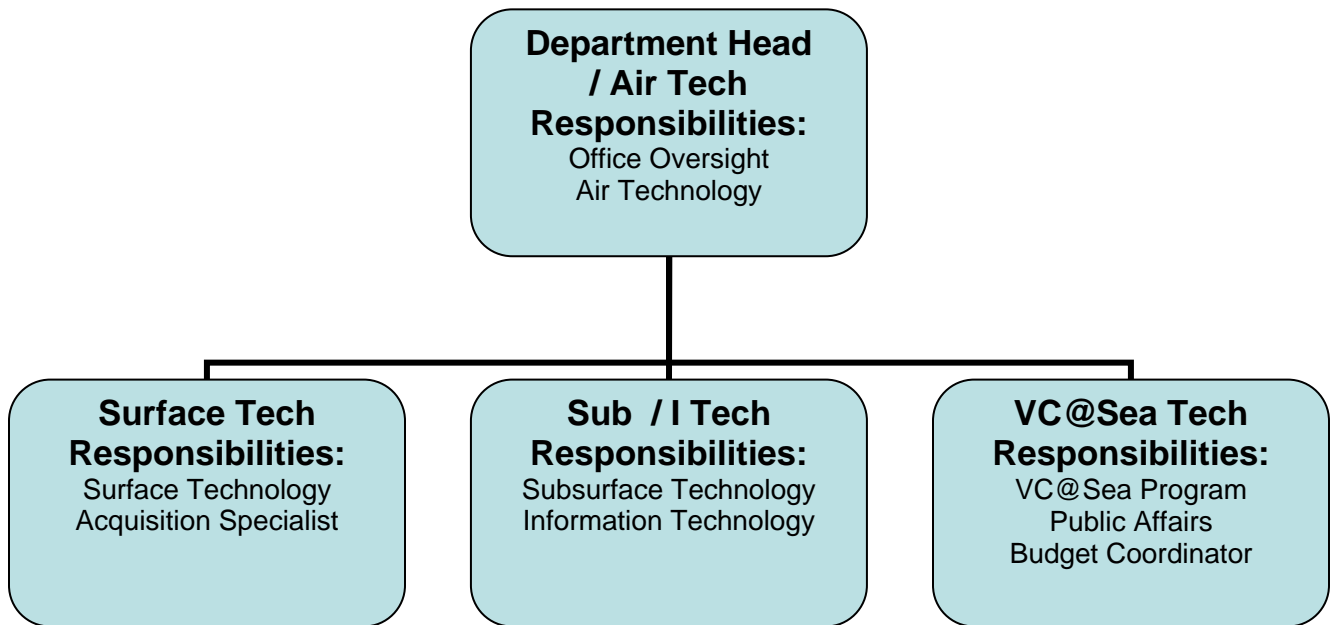 Department Head
/ Air Tech
Responsibilities:
Office Oversight
Air Technology
Surface Tech
Responsibilities:
Surface Technology
Acquisition Specialist
Sub / I Tech
Responsibilities:
Subsurface Technology
Information Technology
VC@Sea Tech
Responsibilities:
VC@Sea Program
Public Affairs
Budget Coordinator